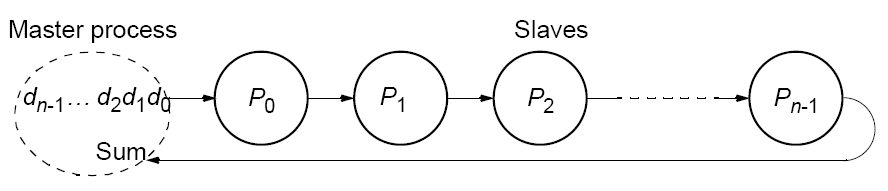 Master process
Slaves
dn-1… d2d1d0
P0
P1
P2
Pn-1
Sum